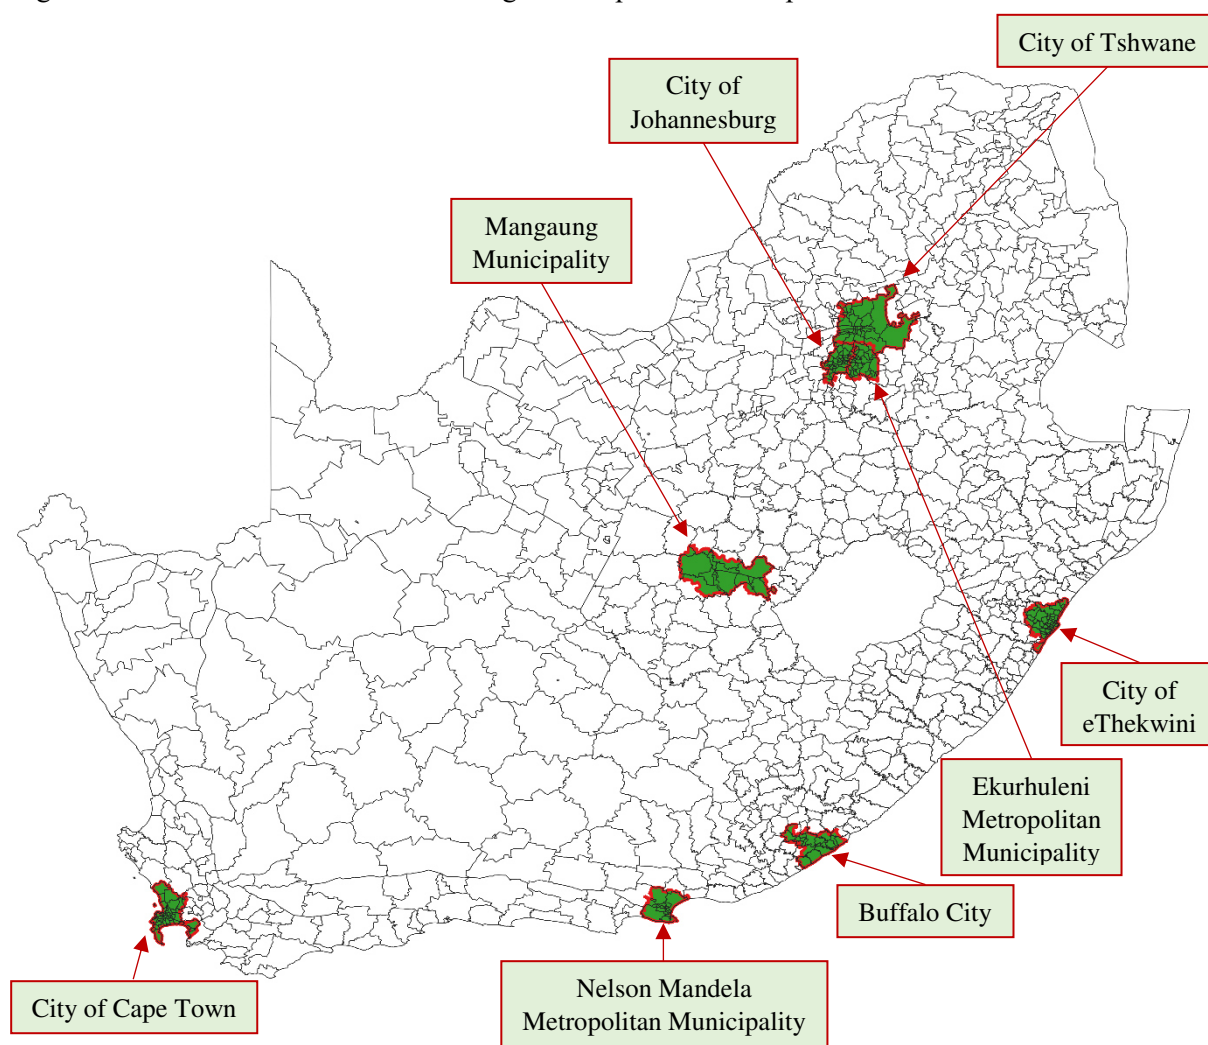 City of Tshwane
City of
Johannesburg
Mangaung
Municipality
City of
eThekwini
Ekurhuleni
Metropolitan
Municipality
Buffalo City
Nelson Mandela
Metropolitan Municipality
City of Cape Town